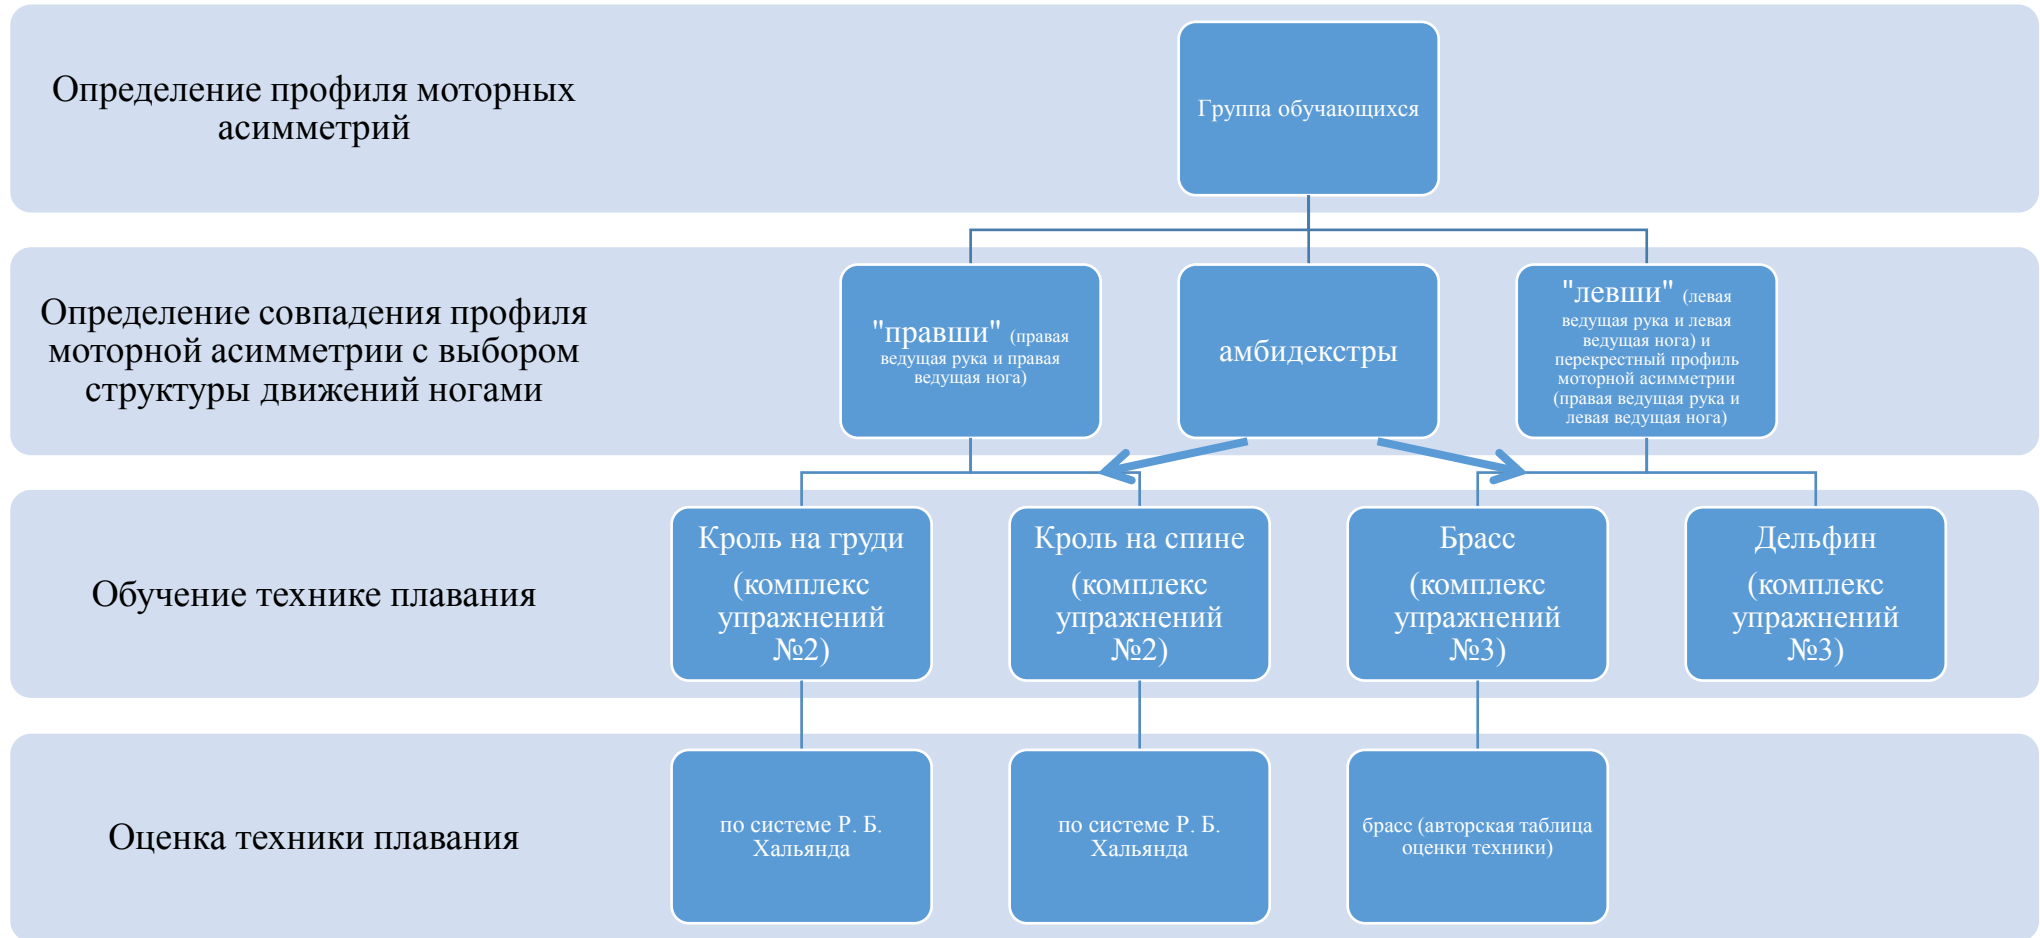 Определение профиля моторных
асимметрий
Группа обучающихся
Определение совпадения профиля
моторной асимметрии с выбором
структуры движений ногами
"правши" (правая
ведущая рука и правая
ведущая нога)
амбидекстры
"левши" (левая
ведущая рука и левая
ведущая нога) и
перекрестный профиль
моторной асимметрии
(правая ведущая рука и
левая ведущая нога)
Обучение технике плавания
Кроль на груди
(комплекс
упражнений
№2)
Кроль на спине
(комплекс
упражнений
№2)
Брасс
(комплекс
упражнений
№3)
Дельфин
(комплекс
упражнений
№3)
Оценка техники плавания
по системе Р. Б.
Хальянда
по системе Р. Б.
Хальянда
брасс (авторская таблица
оценки техники)